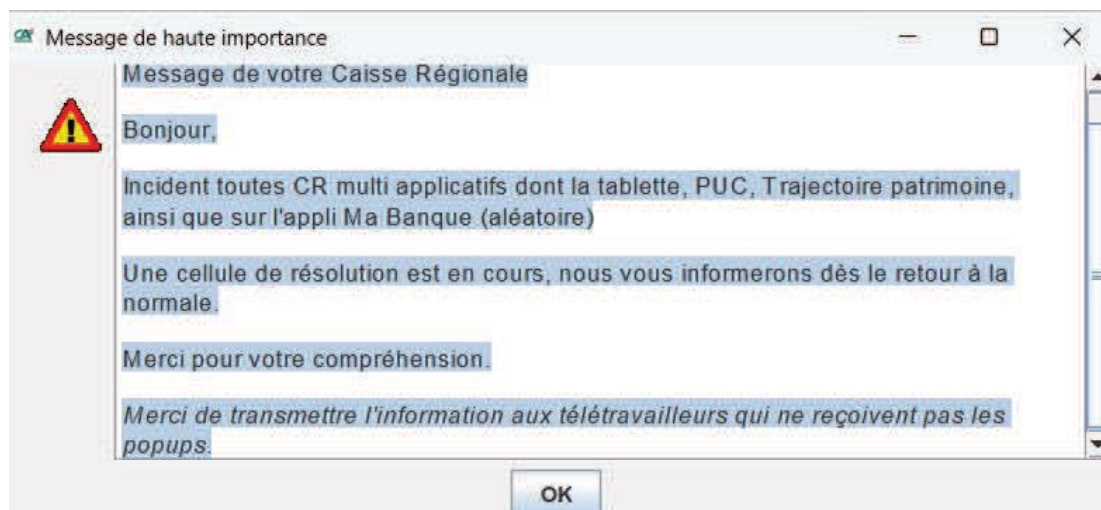 Message de haute importance
Message de votre Caisse Régionale
Bonjour,
Incident toutes CR multi applicatifs dont la tablette, PUC, Trajectoire patrimoine,
ainsi que sur l'appli Ma Banque (aléatoire)
Une cellule de résolution est en cours, nous vous informerons dès le retour à la
normale.
Merci pour votre compréhension.
Merci de transmettre l'information aux télétravailleurs qui ne reçoivent pas les
popups.
OK